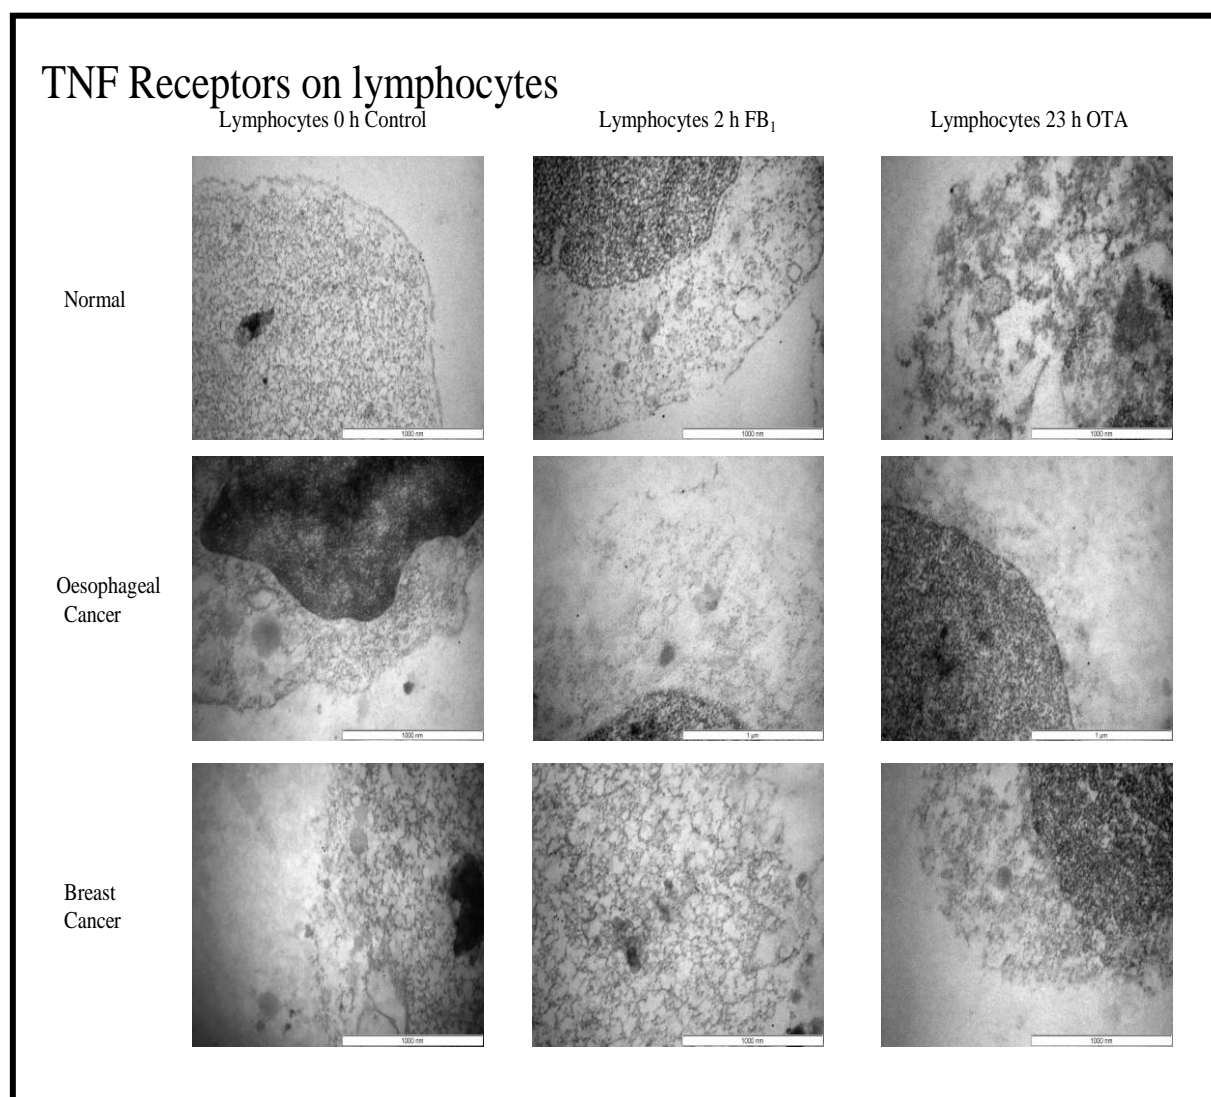 TNF Receptors on lymphocytes
Lymphocytes 0 h Control
Lymphocytes 2 h FB₁
Lymphocytes 23 h OTA
Normal
1000 nm
1000 nm
1000 nm
Oesophageal
Cancer
1000 nm
1 µm
1 µm
Breast
Cancer
1000 nm
1000 nm
1000 nm